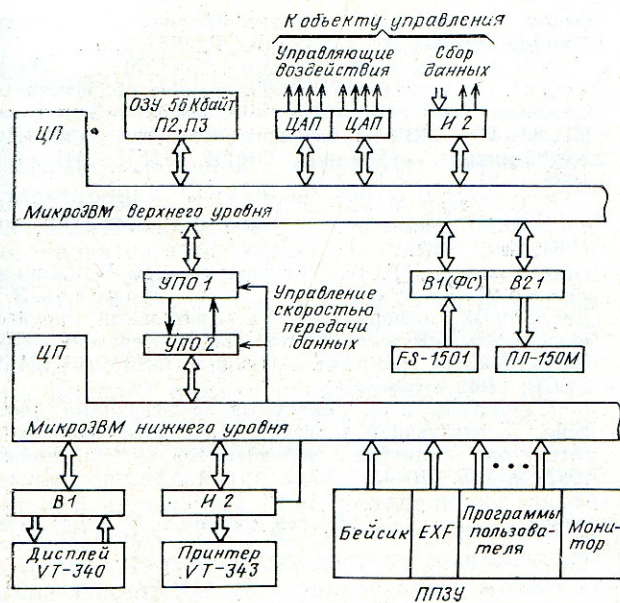 К объекту управления
Управляющие
воздействия
Сбор
данных
ЦП
ОЗУ 56 Кбайт
П2, П3
ЦАП
ЦАП
И 2
МикроЭВМ верхнего уровня
УПО 1
Управление
скоростью
передачи
данных
В1(ФС)
В21
ЦП
УПО 2
FS-1501
ПЛ-150М
МикроЭВМ нижнего уровня
В 1
И 2
Бейсик
EXF
Программы
пользова-
теля
Мони-
тор
Дисплей
VT-340
Принтер
VT-343
ППЗУ